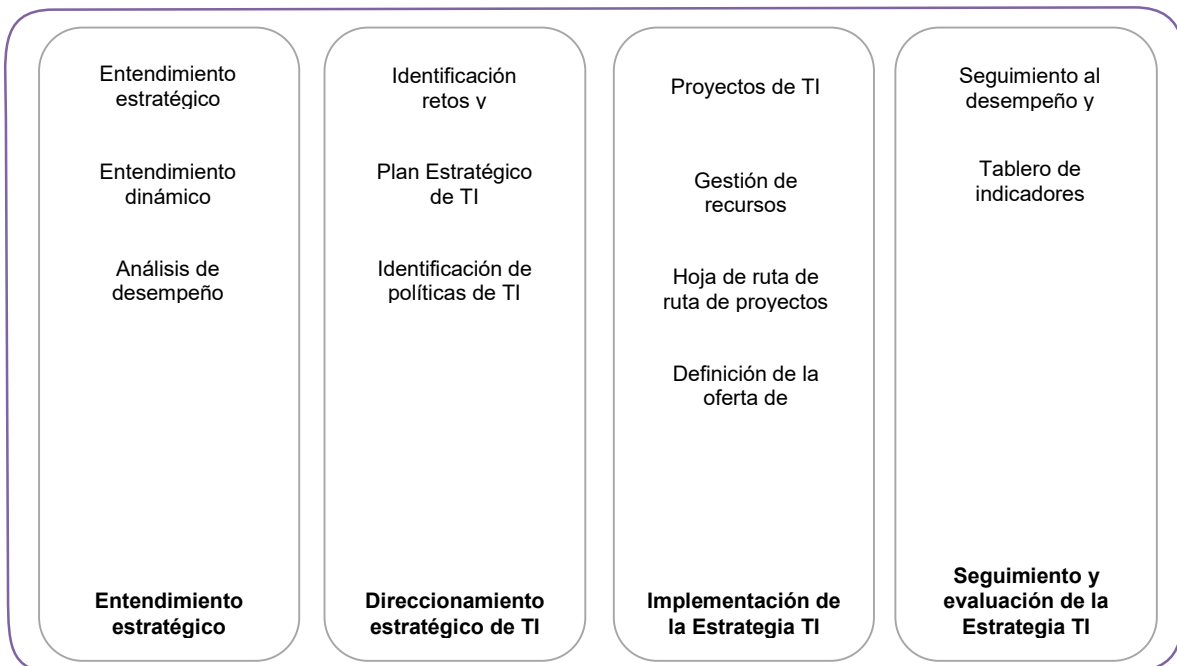 Entendimiento
estratégico
Entendimiento
dinámico
Análisis de
desempeño
Entendimiento
estratégico
Identificación
retos y
Plan Estratégico
de TI
Identificación de
políticas de TI
Direccionamiento
estratégico de TI
Proyectos de TI
Gestión de
recursos
Hoja de ruta de
ruta de proyectos
Definición de la
oferta de
Implementación de
la Estrategia TI
Seguimiento al
desempeño y
Tablero de
indicadores
Seguimiento y
evaluación de la
Estrategia TI